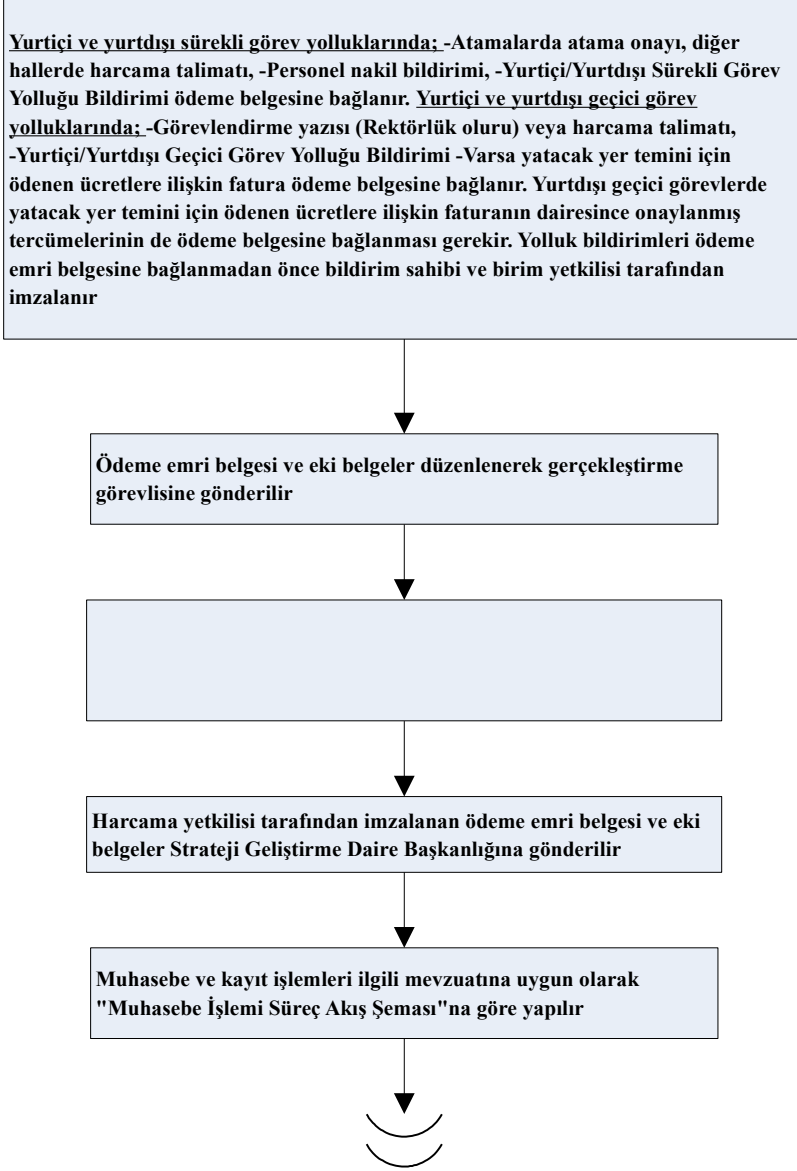 Yurtiçi ve yurtdışı sürekli görev yolluklarında; -Atamalarda atama onayı, diğer
hallerde harcama talimatı, -Personel nakil bildirimi, -Yurtiçi/Yurtdışı Sürekli Görev
Yolluğu Bildirimi ödeme belgesine bağlanır. Yurtiçi ve yurtdışı geçici görev
yolluklarında; -Görevlendirme yazısı (Rektörlük oluru) veya harcama talimatı,
-Yurtiçi/Yurtdışı Geçici Görev Yolluğu Bildirimi -Varsa yatacak yer temini için
ödenen ücretlere ilişkin fatura ödeme belgesine bağlanır. Yurtdışı geçici görevlerde
yatacak yer temini için ödenen ücretlere ilişkin faturanın dairesince onaylanmış
tercümelerinin de ödeme belgesine bağlanması gerekir. Yolluk bildirimleri ödeme
emri belgesine bağlanmadan önce bildirim sahibi ve birim yetkilisi tarafından
imzalanır
Ödeme emri belgesi ve eki belgeler düzenlenerek gerçekleştirme
görevlisine gönderilir
Harcama yetkilisi tarafından imzalanan ödeme emri belgesi ve eki
belgeler Strateji Geliştirme Daire Başkanlığına gönderilir
Muhasebe ve kayıt işlemleri ilgili mevzuatına uygun olarak
"Muhasebe İşlemi Süreç Akış Şeması"na göre yapılır